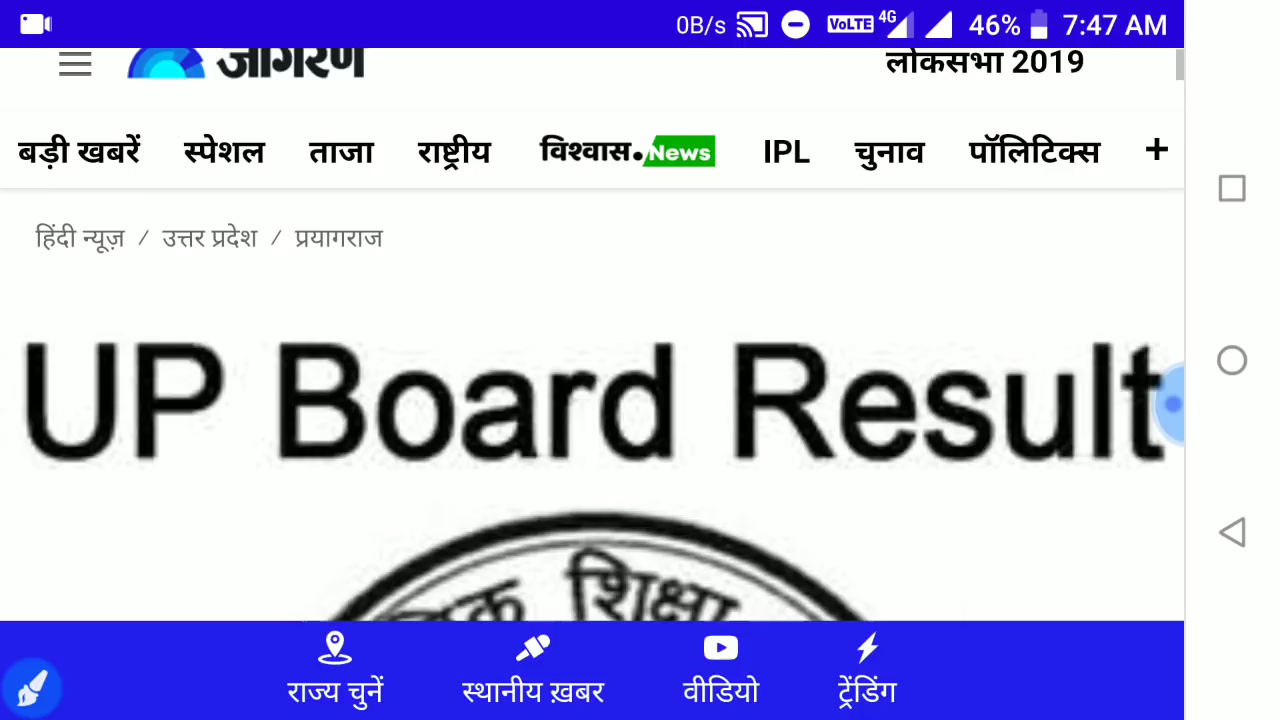 0B/s VoLTE 4G 46% 7:47 AM
जागरण
लोकसभा 2019
बड़ी खबरें स्पेशल ताजा राष्ट्रीय विश्वास.News IPL चुनाव पॉलिटिक्स +
हिंदी न्यूज़ / उत्तर प्रदेश / प्रयागराज
UP Board Result
शिक्षा
राज्य चुनें स्थानीय ख़बर वीडियो ट्रेंडिंग